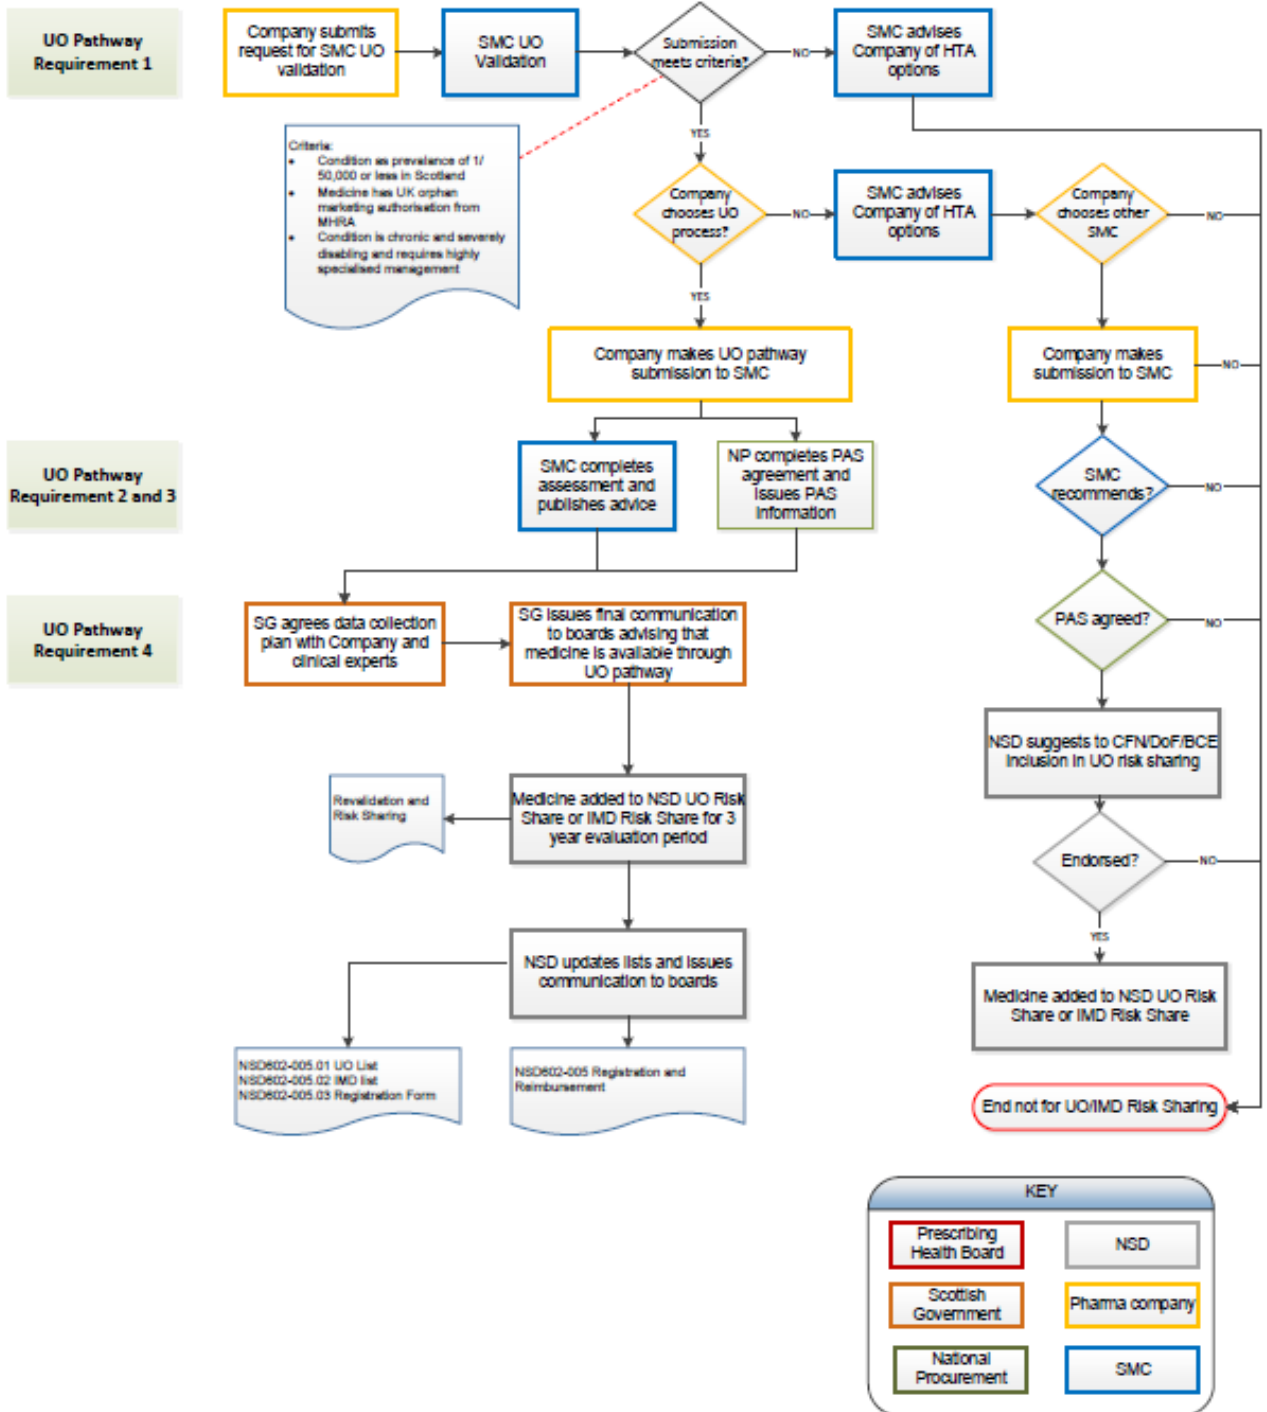 UO Pathway
Requirement 1
Company submits
request for SMC UO
validation
SMC UO
Validation
Submission
meets criteria?
NO
SMC advises
Company of HTA
options
YES
Criteria:
• Condition as prevalance of 1/
50,000 or less in Scotland
• Medicine has UK orphan
marketing authorisation from
MHRA
• Condition is chronic and severely
disabling and requires highly
specialised management
Company
chooses UO
process?
NO
SMC advises
Company of HTA
options
Company
chooses other
SMC
NO
YES
Company makes UO pathway
submission to SMC
Company makes
submission to SMC
NO
UO Pathway
Requirement 2 and 3
SMC completes
assessment and
publishes advice
NP completes PAS
agreement and
issues PAS
information
SMC
recommends?
NO
UO Pathway
Requirement 4
SG agrees data collection
plan with Company and
clinical experts
SG issues final communication
to boards advising that
medicine is available through
UO pathway
PAS agreed?
NO
NSD suggests to CFN/DoF/BCE
inclusion in UO risk sharing
Revalidation and
Risk Sharing
Medicine added to NSD UO Risk
Share or IMD Risk Share for 3
year evaluation period
Endorsed?
NO
YES
NSD updates lists and issues
communication to boards
Medicine added to NSD UO Risk
Share or IMD Risk Share
NSD602-005.01 UO List
NSD602-005.02 IMD list
NSD602-005.03 Registration Form
NSD602-005 Registration and
Reimbursement
End not for UO/IMD Risk Sharing
KEY
Prescribing
Health Board
NSD
Scottish
Government
Pharma company
National
Procurement
SMC